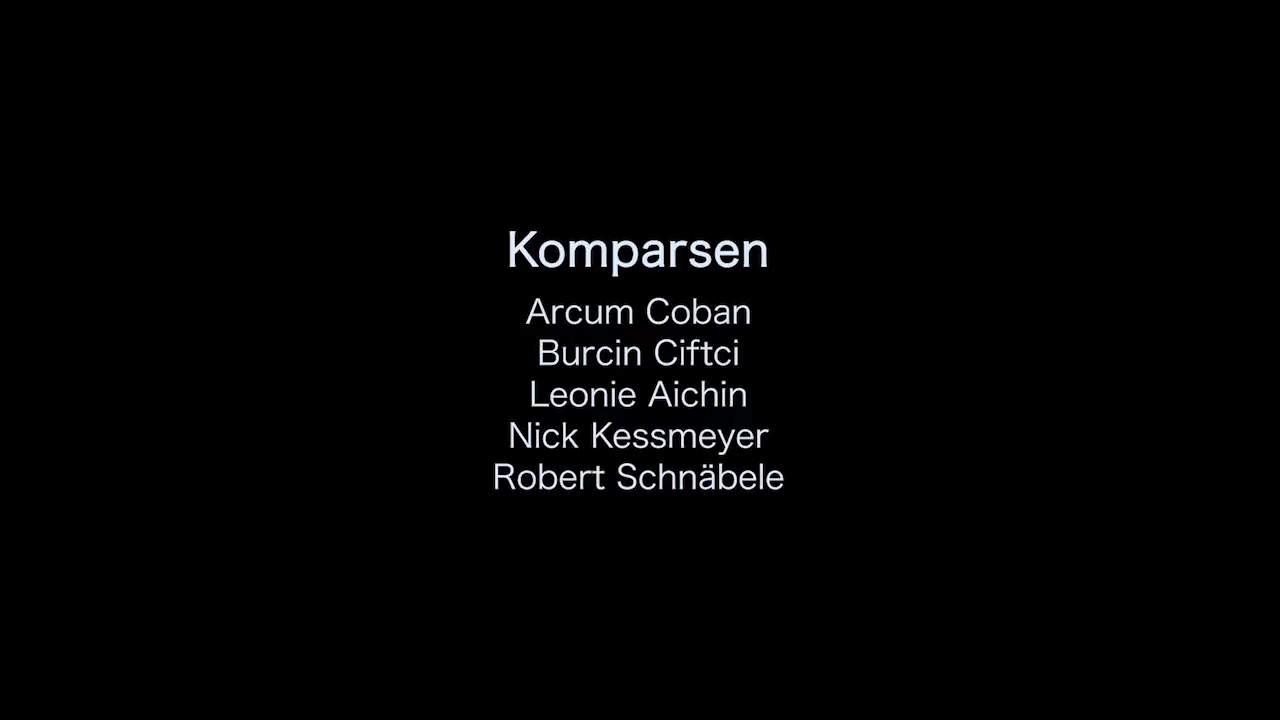 Komparsen
Arcum Coban
Burcin Ciftci
Leonie Aichin
Nick Kessmeyer
Robert Schnäbele